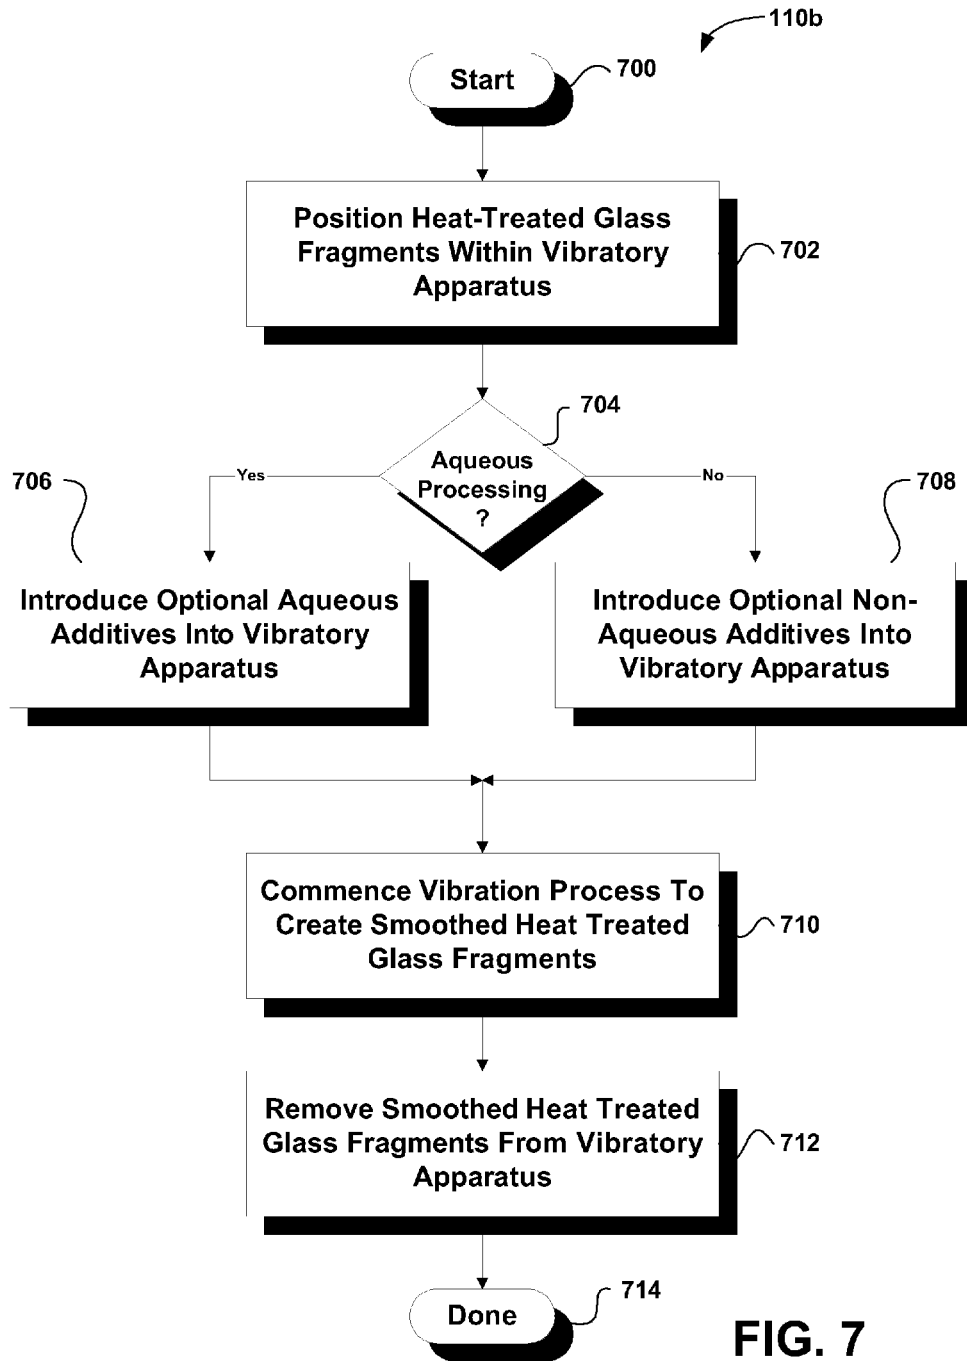 110b
Start
700
Position Heat-Treated Glass
Fragments Within Vibratory
Apparatus
702
704
Aqueous
Processing
?
Yes
No
706
708
Introduce Optional Aqueous
Additives Into Vibratory
Apparatus
Introduce Optional Non-
Aqueous Additives Into
Vibratory Apparatus
Commence Vibration Process To
Create Smoothed Heat Treated
Glass Fragments
710
Remove Smoothed Heat Treated
Glass Fragments From Vibratory
Apparatus
712
Done
714
FIG. 7